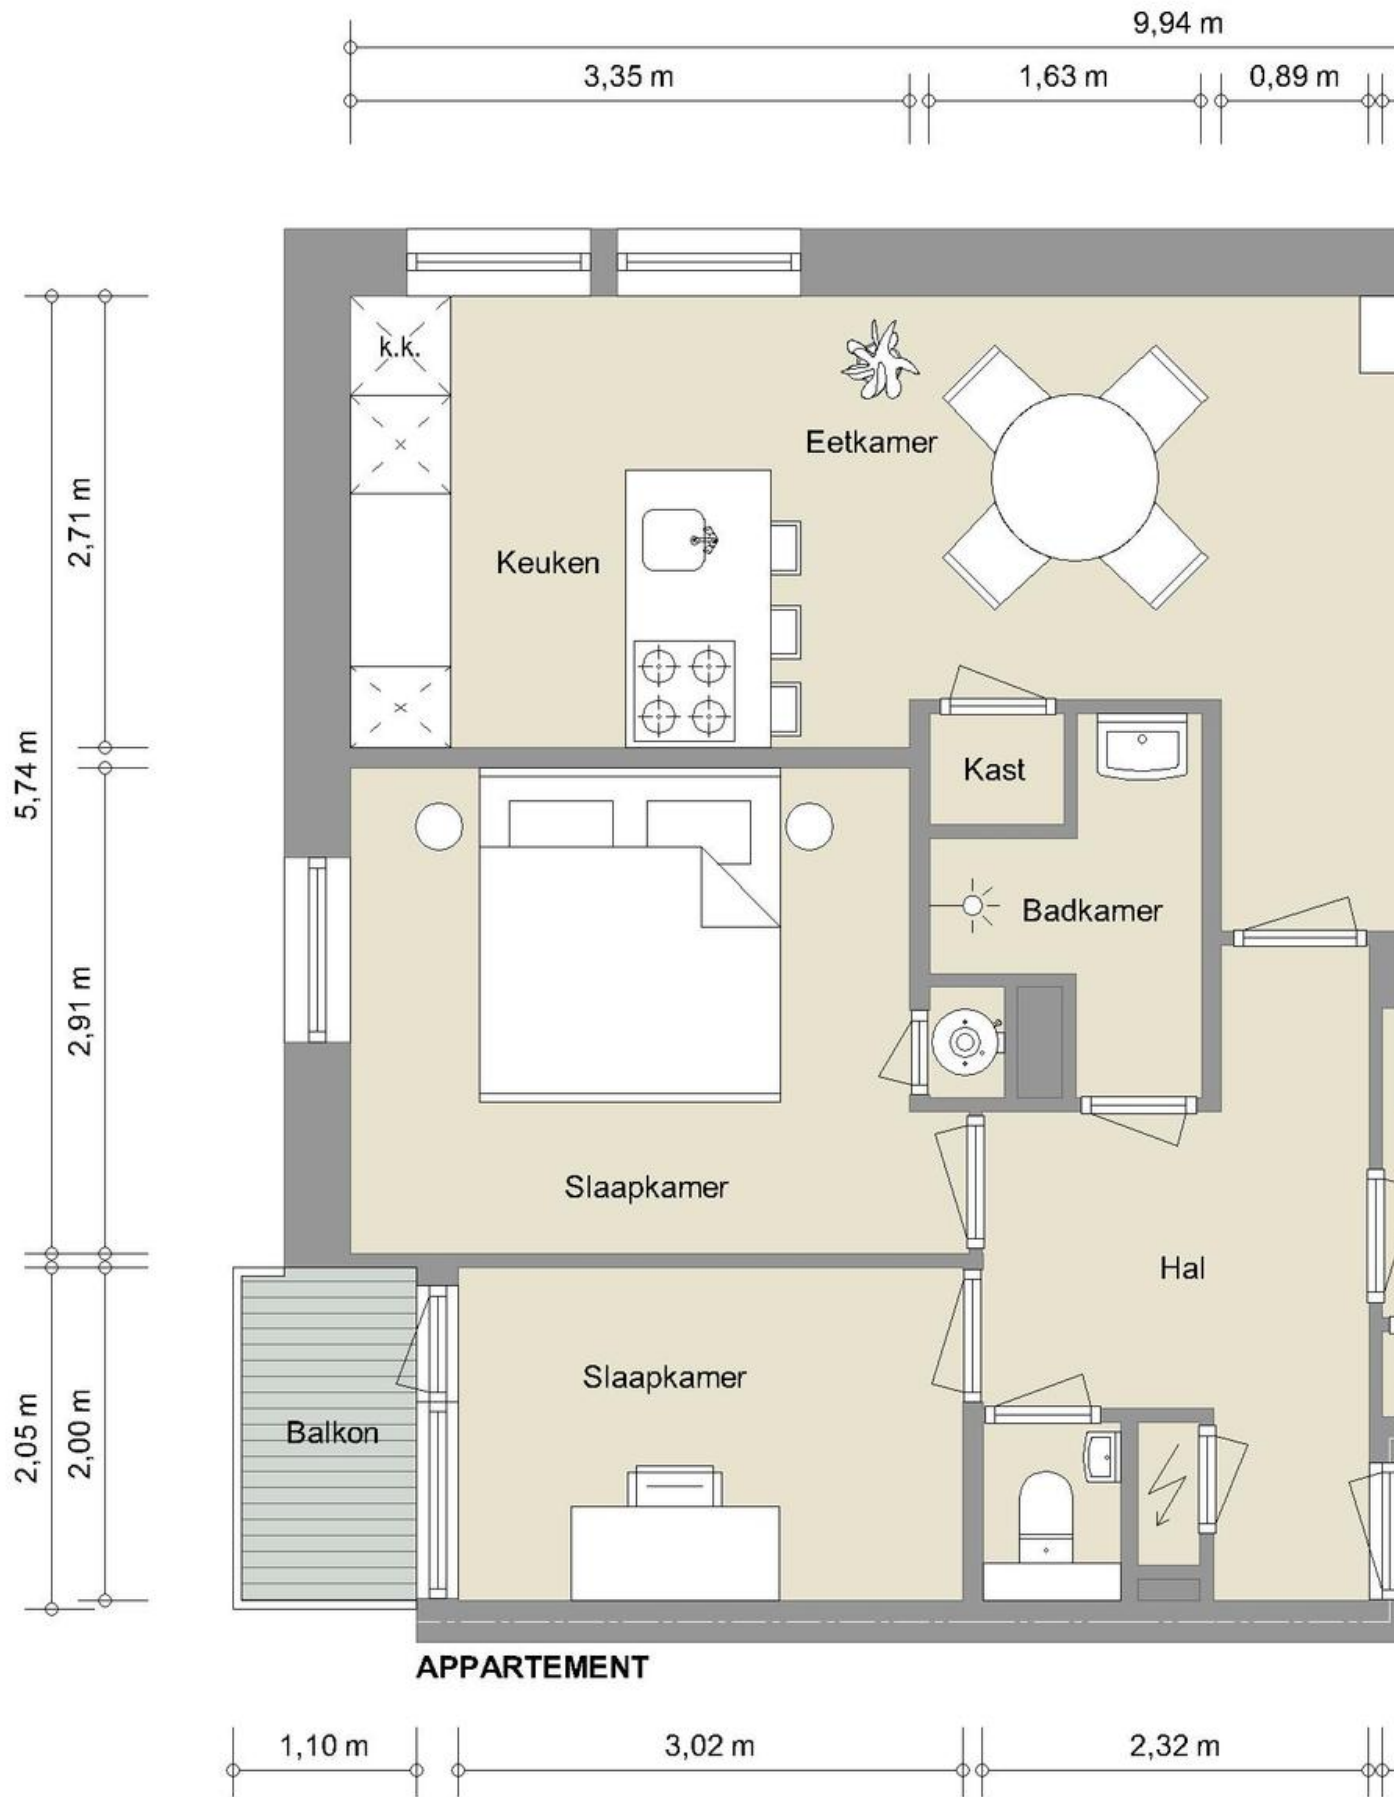 9,94 m
3,35 m
1,63 m
0,89 m
k.k.
Eetkamer
2,71 m
Keuken
5,74 m
Kast
Badkamer
2,91 m
Slaapkamer
Hal
Slaapkamer
Balkon
2,05 m
2,00 m
APPARTEMENT
1,10 m
3,02 m
2,32 m